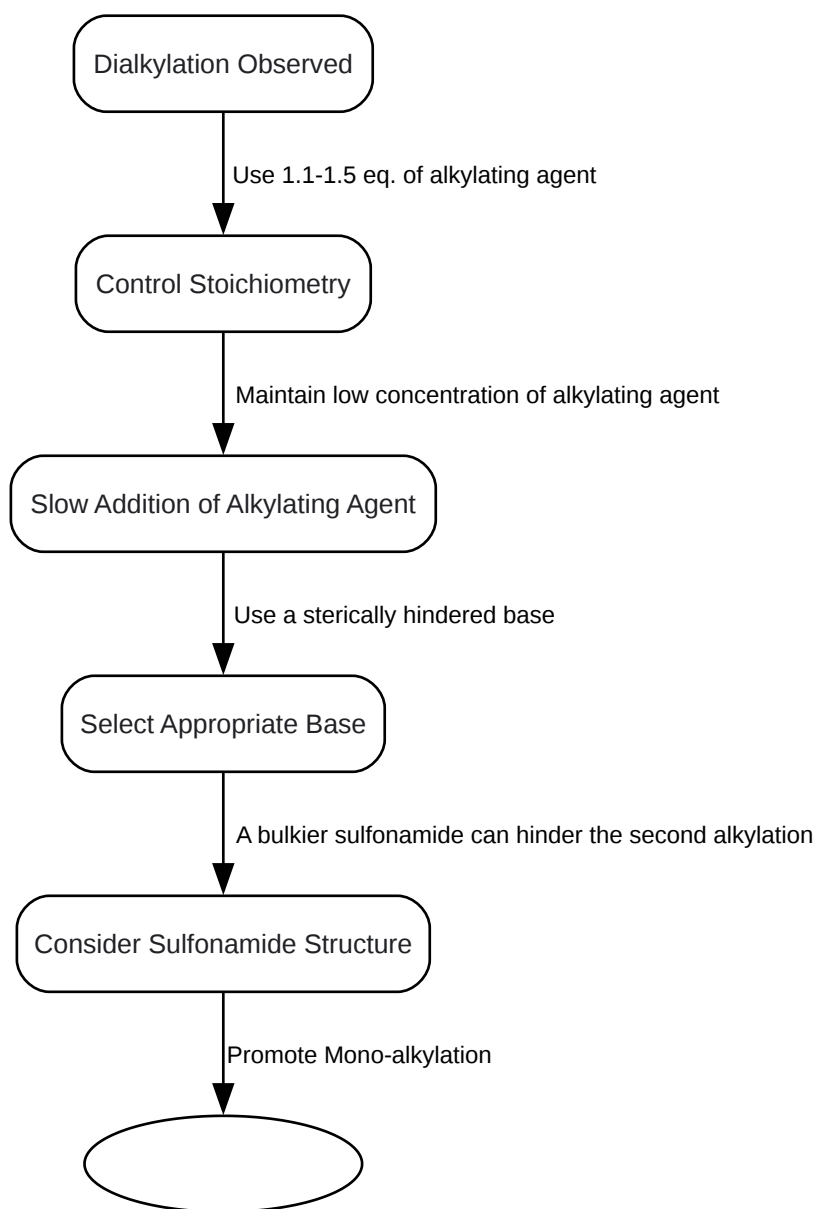 Dialkylation Observed
Use 1.1-1.5 eq. of alkylating agent
Control Stoichiometry
Maintain low concentration of alkylating agent
Slow Addition of Alkylating Agent
Use a sterically hindered base
Select Appropriate Base
A bulkier sulfonamide can hinder the second alkylation
Consider Sulfonamide Structure
Promote Mono-alkylation